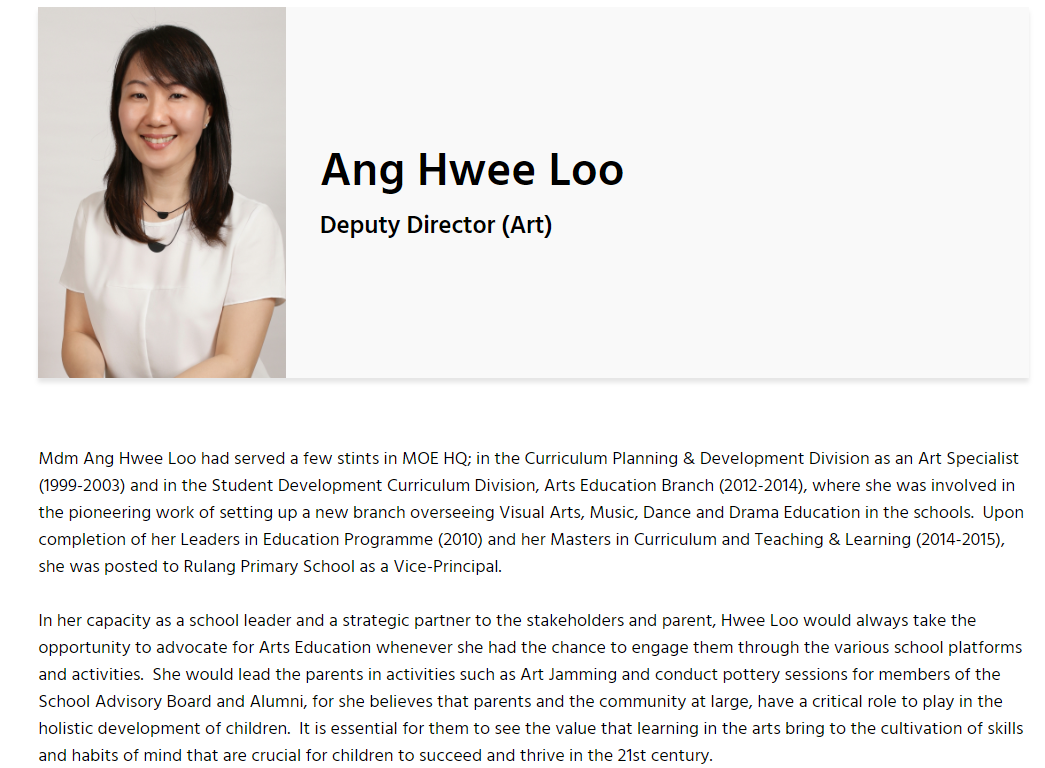 Ang Hwee Loo
Deputy Director (Art)
Mdm Ang Hwee Loo had served a few stints in MOE HQ; in the Curriculum Planning & Development Division as an Art Specialist
(1999-2003) and in the Student Development Curriculum Division, Arts Education Branch (2012-2014), where she was involved in
the pioneering work of setting up a new branch overseeing Visual Arts, Music, Dance and Drama Education in the schools.  Upon
completion of her Leaders in Education Programme (2010) and her Masters in Curriculum and Teaching & Learning (2014-2015),
she was posted to Rulang Primary School as a Vice-Principal.
In her capacity as a school leader and a strategic partner to the stakeholders and parent, Hwee Loo would always take the
opportunity to advocate for Arts Education whenever she had the chance to engage them through the various school platforms
and activities.  She would lead the parents in activities such as Art Jamming and conduct pottery sessions for members of the
School Advisory Board and Alumni, for she believes that parents and the community at large, have a critical role to play in the
holistic development of children.  It is essential for them to see the value that learning in the arts bring to the cultivation of skills
and habits of mind that are crucial for children to succeed and thrive in the 21st century.